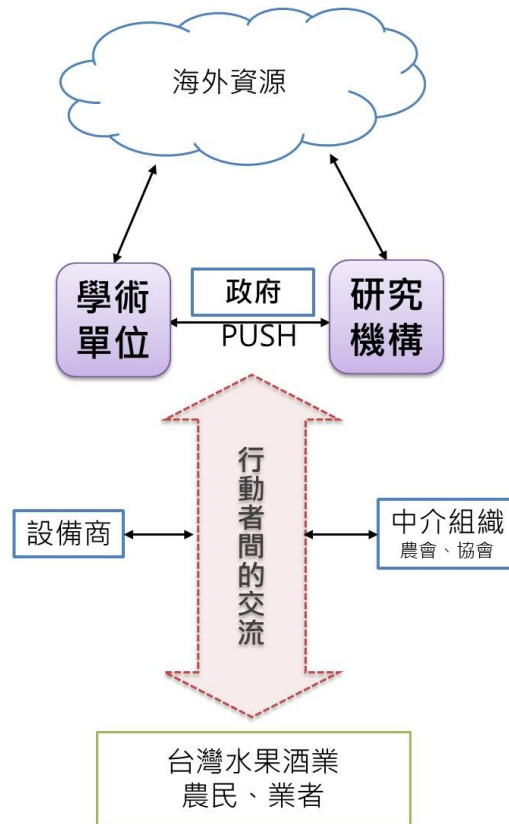 海外資源
學術
單位
政府
PUSH
研究
機構
行動者間的交流
設備商
中介組織
農會、協會
台灣水果酒業
農民、業者